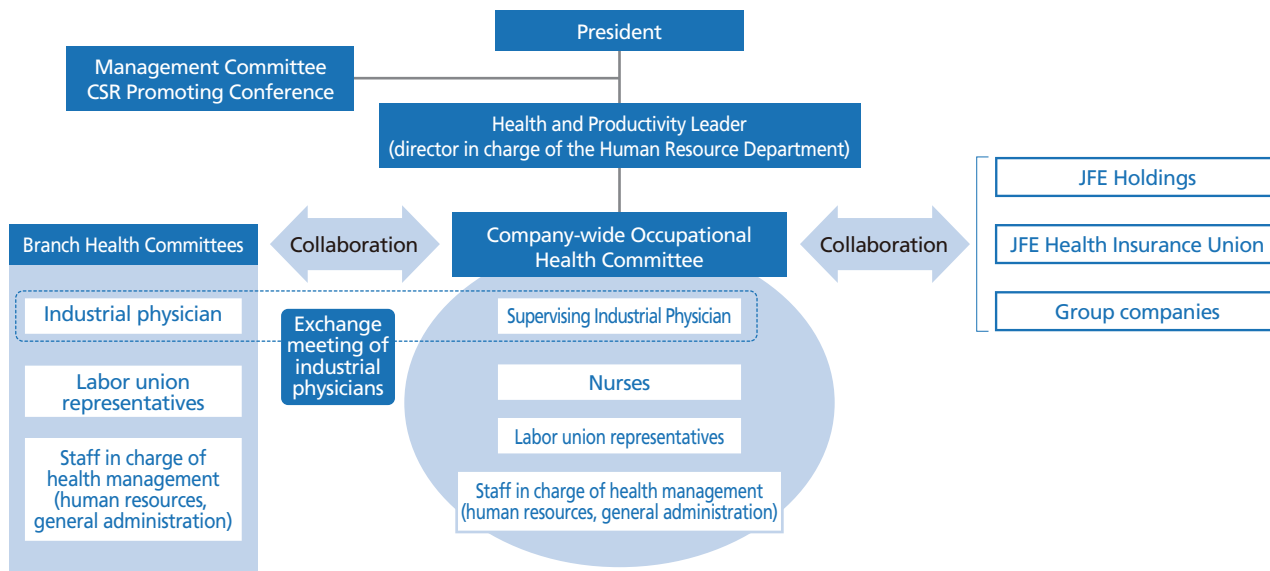 President
Management Committee
CSR Promoting Conference
Health and Productivity Leader
(director in charge of the Human Resource Department)
Branch Health Committees
Collaboration
Company-wide Occupational
Health Committee
Collaboration
JFE Holdings
JFE Health Insurance Union
Group companies
Industrial physician
Labor union
representatives
Staff in charge of
health management
(human resources,
general administration)
Exchange
meeting of
industrial
physicians
Supervising Industrial Physician
Nurses
Labor union representatives
Staff in charge of health management
(human resources, general administration)